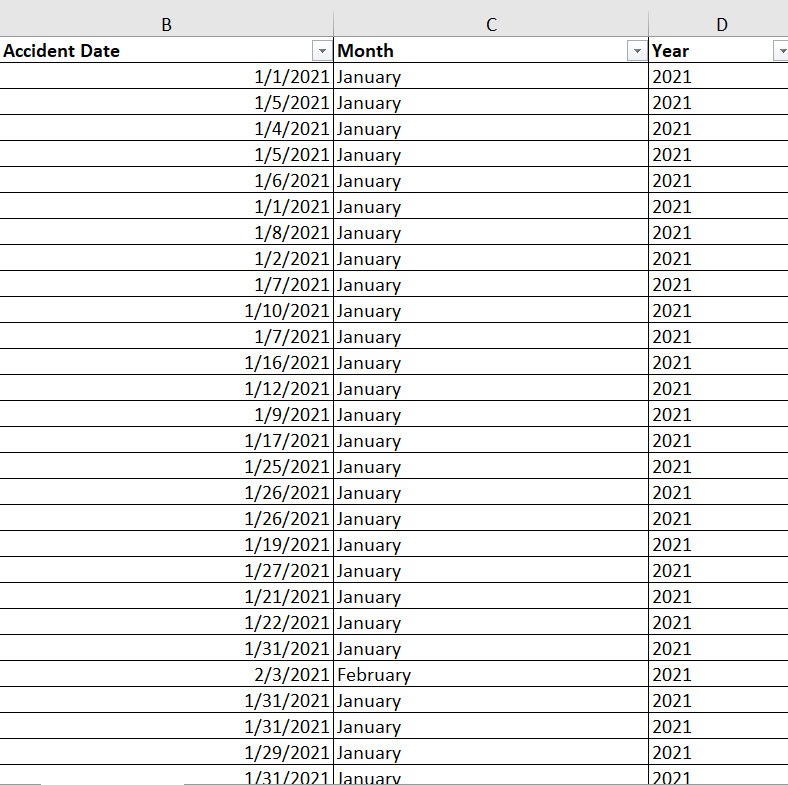 B C D
Accident Date Month Year
1/1/2021 January 2021
1/5/2021 January 2021
1/4/2021 January 2021
1/5/2021 January 2021
1/6/2021 January 2021
1/1/2021 January 2021
1/8/2021 January 2021
1/2/2021 January 2021
1/7/2021 January 2021
1/10/2021 January 2021
1/7/2021 January 2021
1/16/2021 January 2021
1/12/2021 January 2021
1/9/2021 January 2021
1/17/2021 January 2021
1/25/2021 January 2021
1/26/2021 January 2021
1/26/2021 January 2021
1/19/2021 January 2021
1/27/2021 January 2021
1/21/2021 January 2021
1/22/2021 January 2021
1/31/2021 January 2021
2/3/2021 February 2021
1/31/2021 January 2021
1/31/2021 January 2021
1/29/2021 January 2021
1/31/2021 January 2021